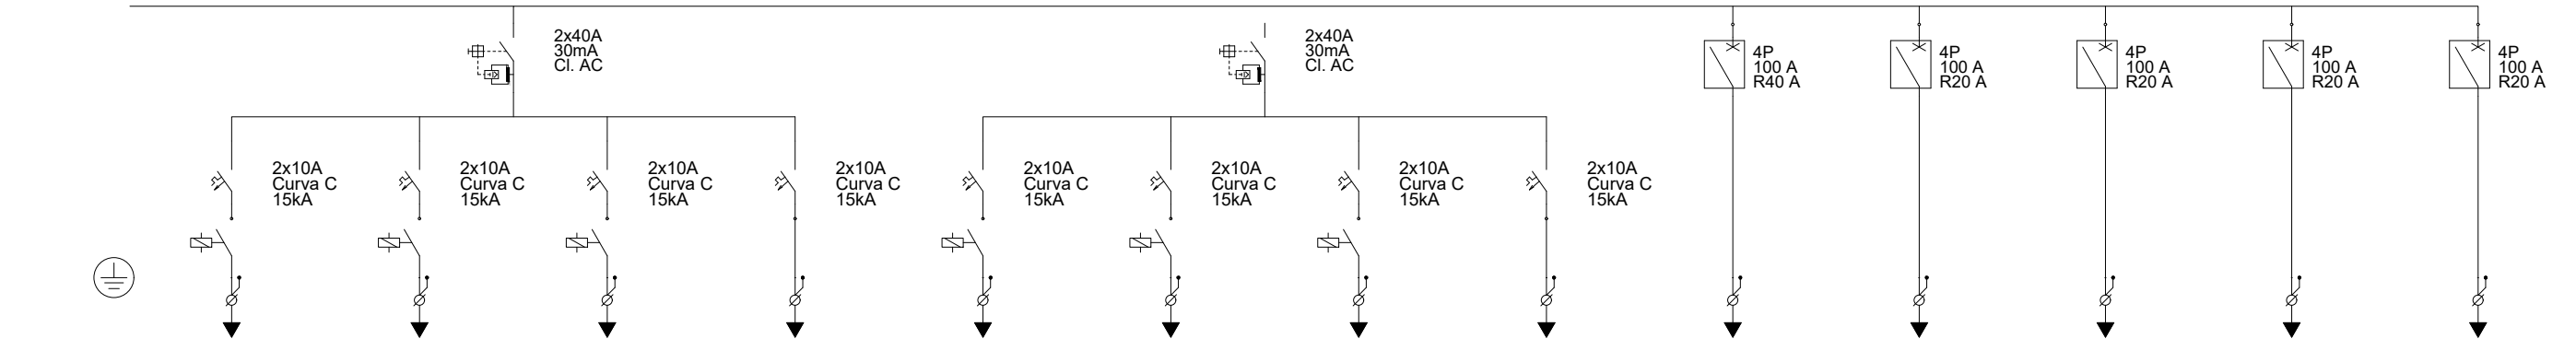 2x40A
30mA
Cl. AC
2x40A
30mA
Cl. AC
4P
100 A
R40 A
4P
100 A
R20 A
4P
100 A
R20 A
4P
100 A
R20 A
4P
100 A
R20 A
2x10A
Curva C
15kA
2x10A
Curva C
15kA
2x10A
Curva C
15kA
2x10A
Curva C
15kA
2x10A
Curva C
15kA
2x10A
Curva C
15kA
2x10A
Curva C
15kA
2x10A
Curva C
15kA